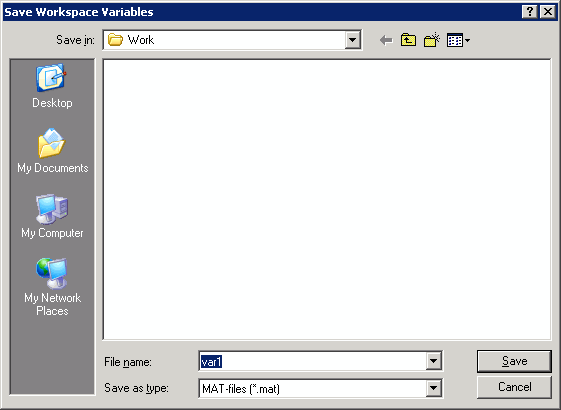 Save Workspace Variables
Save in: Work
Desktop
My Documents
My Computer
My Network
Places
File name: var1 Save
Save as type: MAT-files (*.mat) Cancel